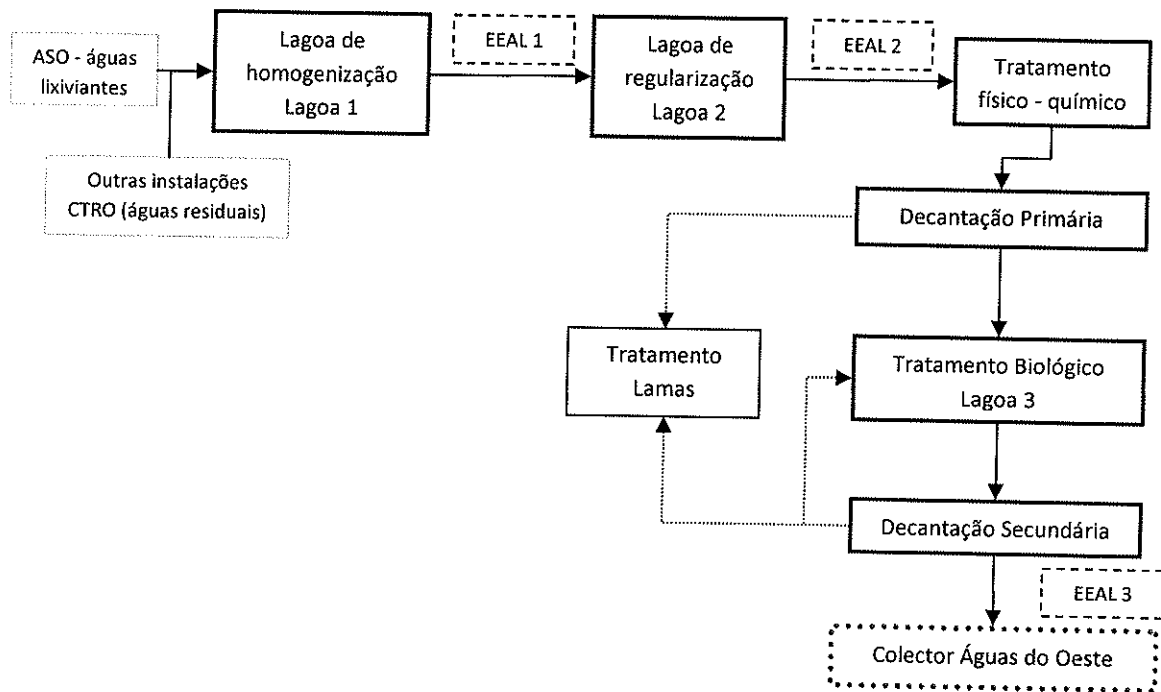 ASO - águas
lixiviantes
Lagoa de
homogenização
Lagoa 1
EEAL 1
Lagoa de
regularização
Lagoa 2
EEAL 2
Tratamento
físico - químico
Outras instalações
CTRO (águas residuais)
Decantação Primária
Tratamento
Lamas
Tratamento Biológico
Lagoa 3
Decantação Secundária
EEAL 3
Colector Águas do Oeste